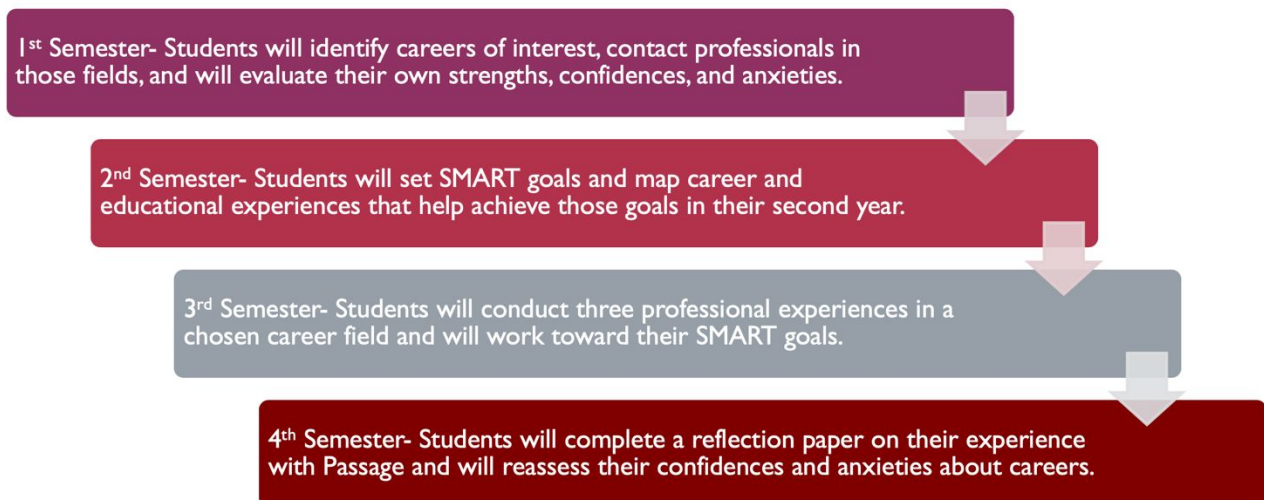 1st Semester- Students will identify careers of interest, contact professionals in
those fields, and will evaluate their own strengths, confidences, and anxieties.
2nd Semester- Students will set SMART goals and map career and
educational experiences that help achieve those goals in their second year.
3rd Semester- Students will conduct three professional experiences in a
chosen career field and will work toward their SMART goals.
4th Semester- Students will complete a reflection paper on their experience
with Passage and will reassess their confidences and anxieties about careers.